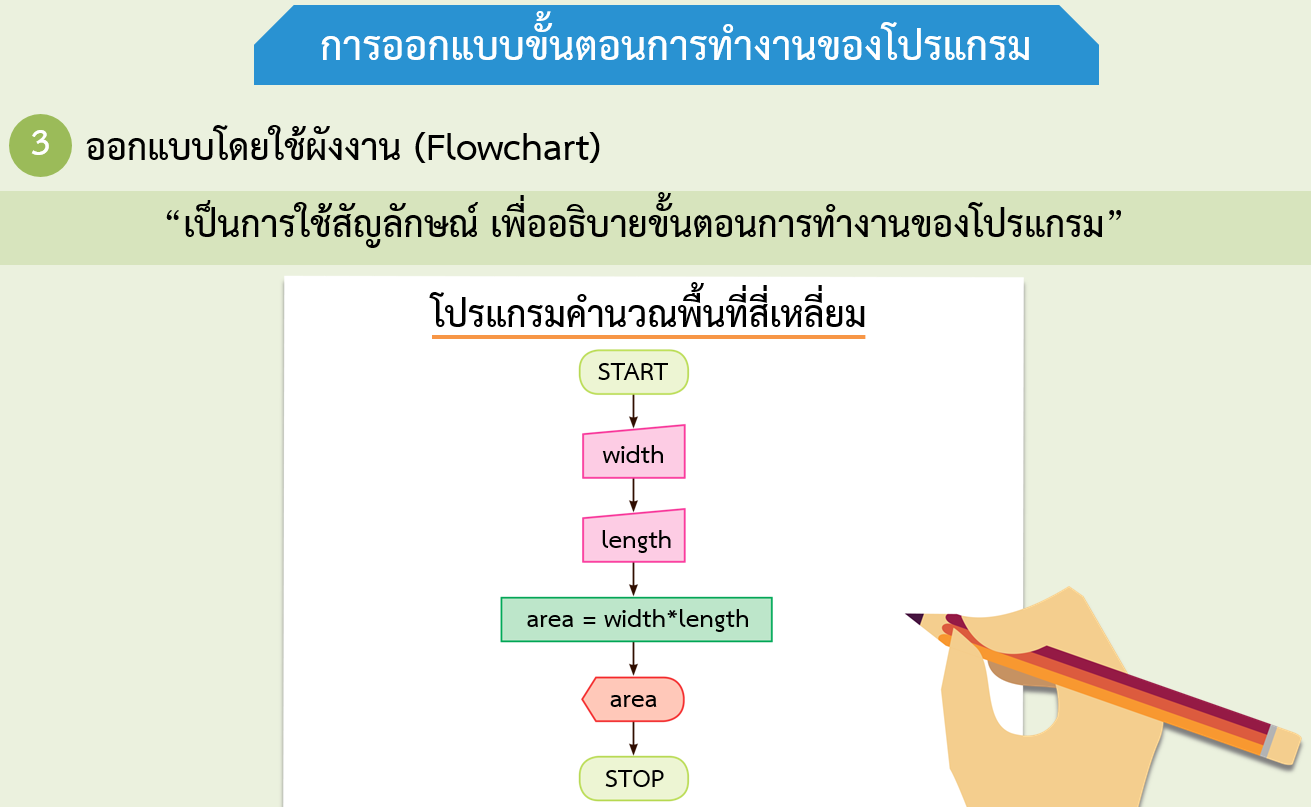 การออกแบบขั้นตอนการทำงานของโปรแกรม
3 ออกแบบโดยใช้ผังงาน (Flowchart)
“เป็นการใช้สัญลักษณ์ เพื่ออธิบายขั้นตอนการทำงานของโปรแกรม”
โปรแกรมคำนวณพื้นที่สี่เหลี่ยม
START
width
length
area = width*length
area
STOP